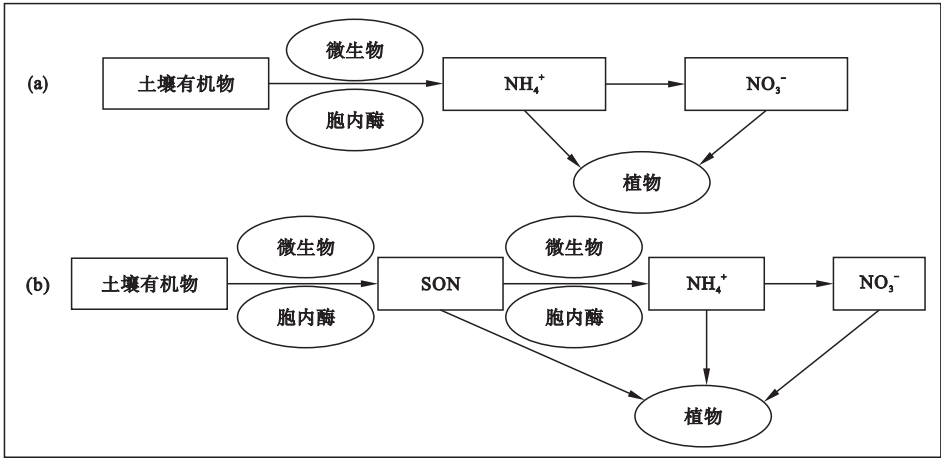 微生物
(a)
土壤有机物
NH₄⁺
NO₃⁻
胞内酶
植物
微生物
微生物
(b)
土壤有机物
SON
NH₄⁺
NO₃⁻
胞内酶
胞内酶
植物